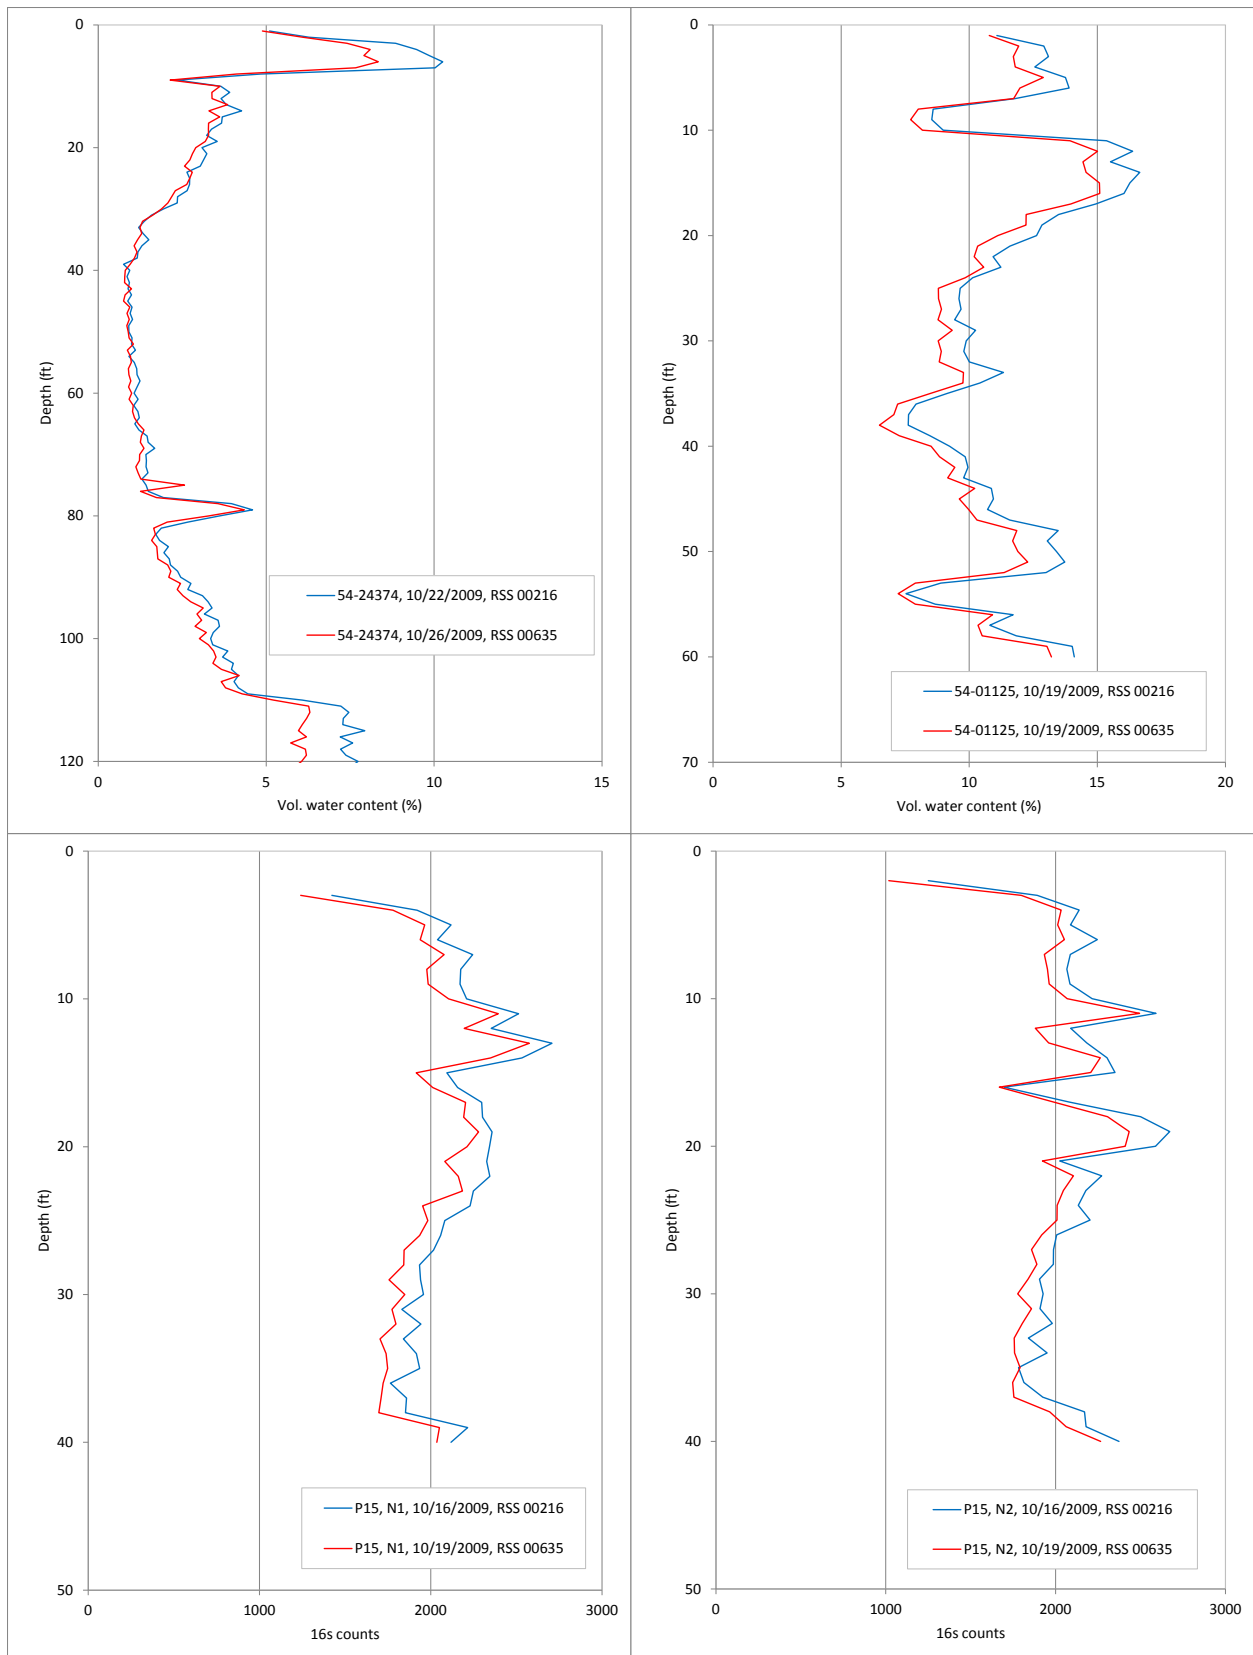 0
20
40
60
80
100
120
0
5
10
15
Depth (ft)
Vol. water content (%)
54-24374, 10/22/2009, RSS 00216
54-24374, 10/26/2009, RSS 00635
0
10
20
30
40
50
60
70
0
5
10
15
20
Depth (ft)
Vol. water content (%)
54-01125, 10/19/2009, RSS 00216
54-01125, 10/19/2009, RSS 00635
0
10
20
30
40
50
0
1000
2000
3000
Depth (ft)
16s counts
P15, N1, 10/16/2009, RSS 00216
P15, N1, 10/19/2009, RSS 00635
0
10
20
30
40
50
0
1000
2000
3000
Depth (ft)
16s counts
P15, N2, 10/16/2009, RSS 00216
P15, N2, 10/19/2009, RSS 00635